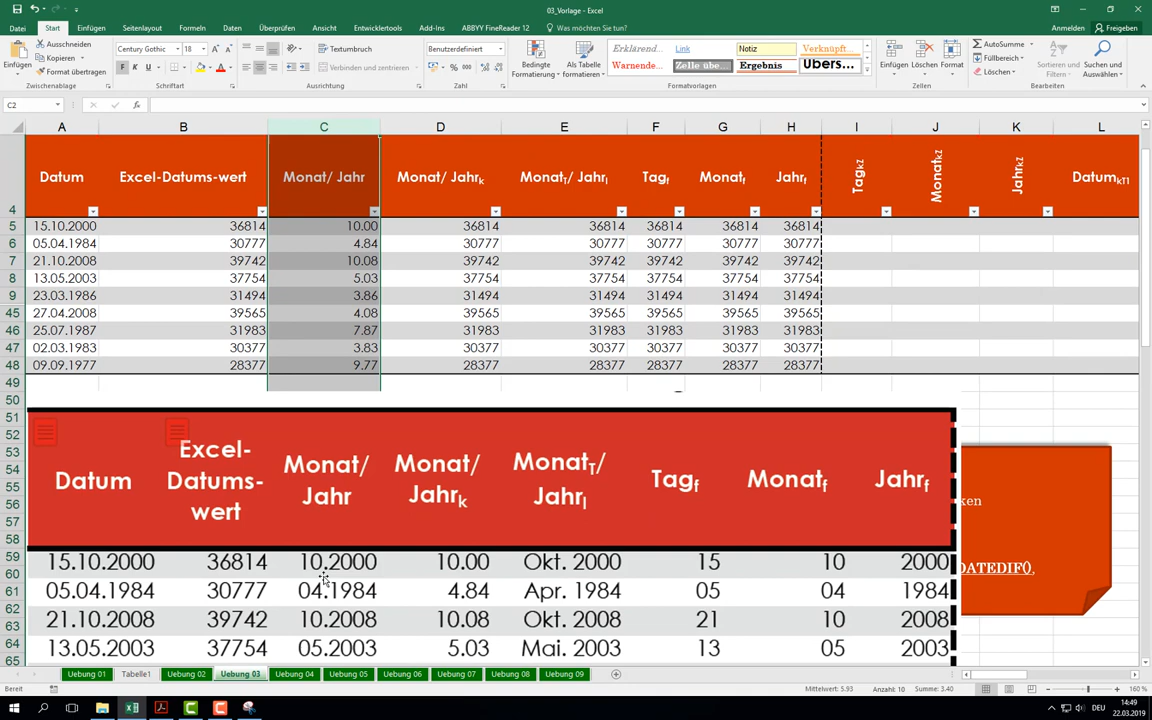 03_Vorlage - Excel
Datei Start Einfügen Seitenlayout Formeln Daten Überprüfen Ansicht Entwicklertools Add-Ins ABBYY FineReader 12 Was möchten Sie tun? Anmelden Freigeben
Einfügen Ausschneiden Kopieren Format übertragen
Century Gothic 18
F K U
Textumbruch
Verbinden und zentrieren
Benutzerdefiniert
Bedingte Formatierung Als Tabelle formatieren
Erklärend... Link Notiz Verknüpft...
Warnende... Zelle übe... Ergebnis Übers...
Einfügen Löschen Format
AutoSumme Füllbereich Löschen
Sortieren und Filtern Suchen und Auswählen
Zwischenablage Schriftart Ausrichtung Zahl Formatvorlagen Zellen Bearbeiten
C2 fx
A B C D E F G H I J K L
4 Datum Excel-Datums-wert Monat/ Jahr Monat/ Jahrk MonatT/ Jahrl Tagf Monatf Jahrf Tagkz Monatkz Jahrkz DatumkT1
5 15.10.2000 36814 10.00 36814 36814 36814 36814 36814
6 05.04.1984 30777 4.84 30777 30777 30777 30777 30777
7 21.10.2008 39742 10.08 39742 39742 39742 39742 39742
8 13.05.2003 37754 5.03 37754 37754 37754 37754 37754
9 23.03.1986 31494 3.86 31494 31494 31494 31494 31494
45 27.04.2008 39565 4.08 39565 39565 39565 39565 39565
46 25.07.1987 31983 7.87 31983 31983 31983 31983 31983
47 02.03.1983 30377 3.83 30377 30377 30377 30377 30377
48 09.09.1977 28377 9.77 28377 28377 28377 28377 28377
49
50
51
52
53
54
55
56
57
58
59
60
61
62
63
64
65
Datum Excel-Datums-wert Monat/ Jahr Monat/ Jahrk MonatT/ Jahrl Tagf Monatf Jahrf
15.10.2000 36814 10.2000 10.00 Okt. 2000 15 10 2000
05.04.1984 30777 04.1984 4.84 Apr. 1984 05 04 1984
21.10.2008 39742 10.2008 10.08 Okt. 2008 21 10 2008
13.05.2003 37754 05.2003 5.03 Mai. 2003 13 05 2003
ken
DATEDIF(),
Uebung 01 Tabelle1 Uebung 02 Uebung 03 Uebung 04 Uebung 05 Uebung 06 Uebung 07 Uebung 08 Uebung 09
Bereit Mittelwert: 5.93 Anzahl: 10 Summe: 3.40 160 %
DEU 14:49
22.03.2019